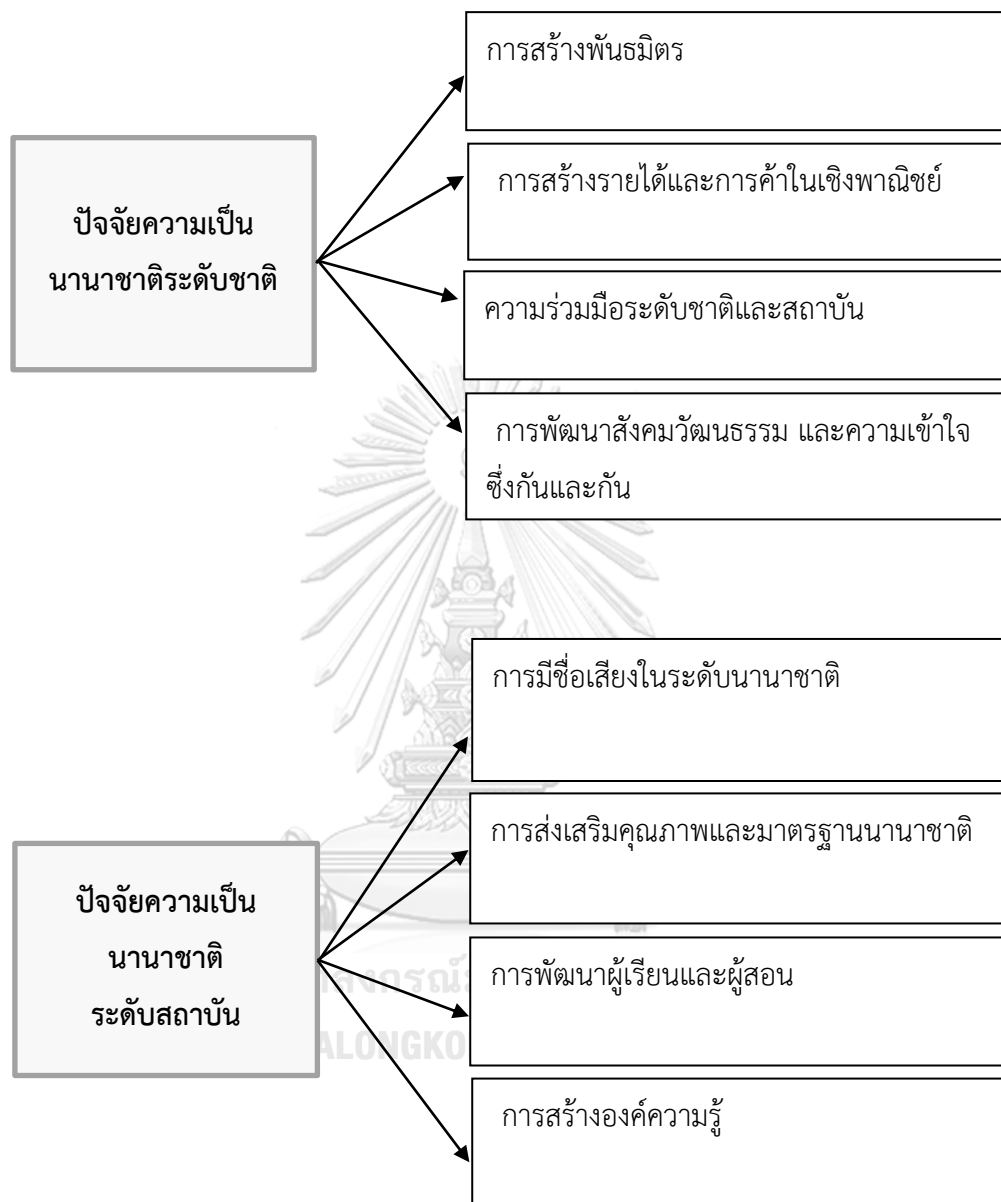 การสร้างพันธมิตร
การสร้างรายได้และการค้าในเชิงพาณิชย์
ปัจจัยความเป็น
นานาชาติระดับชาติ
ความร่วมมือระดับชาติและสถาบัน
การพัฒนาสังคมวัฒนธรรม และความเข้าใจ
ซึ่งกันและกัน
การมีชื่อเสียงในระดับนานาชาติ
การส่งเสริมคุณภาพและมาตรฐานนานาชาติ
ปัจจัยความเป็น
นานาชาติ
ระดับสถาบัน
การพัฒนาผู้เรียนและผู้สอน
การสร้างองค์ความรู้